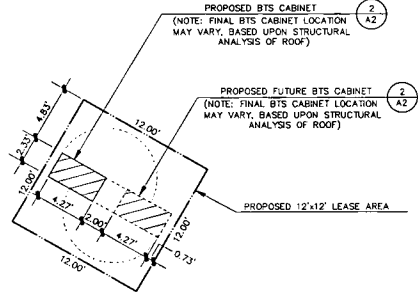 PROPOSED BTS CABINET
(NOTE: FINAL BTS CABINET LOCATION
MAY VARY, BASED UPON STRUCTURAL
ANALYSIS OF ROOF)
2
A2
PROPOSED FUTURE BTS CABINET
(NOTE: FINAL BTS CABINET LOCATION
MAY VARY, BASED UPON STRUCTURAL
ANALYSIS OF ROOF)
2
A2
4.83'
12.00'
2.33'
12.00'
4.27'
2.00'
4.27'
12.00'
0.73'
12.00'
PROPOSED 12'x12' LEASE AREA